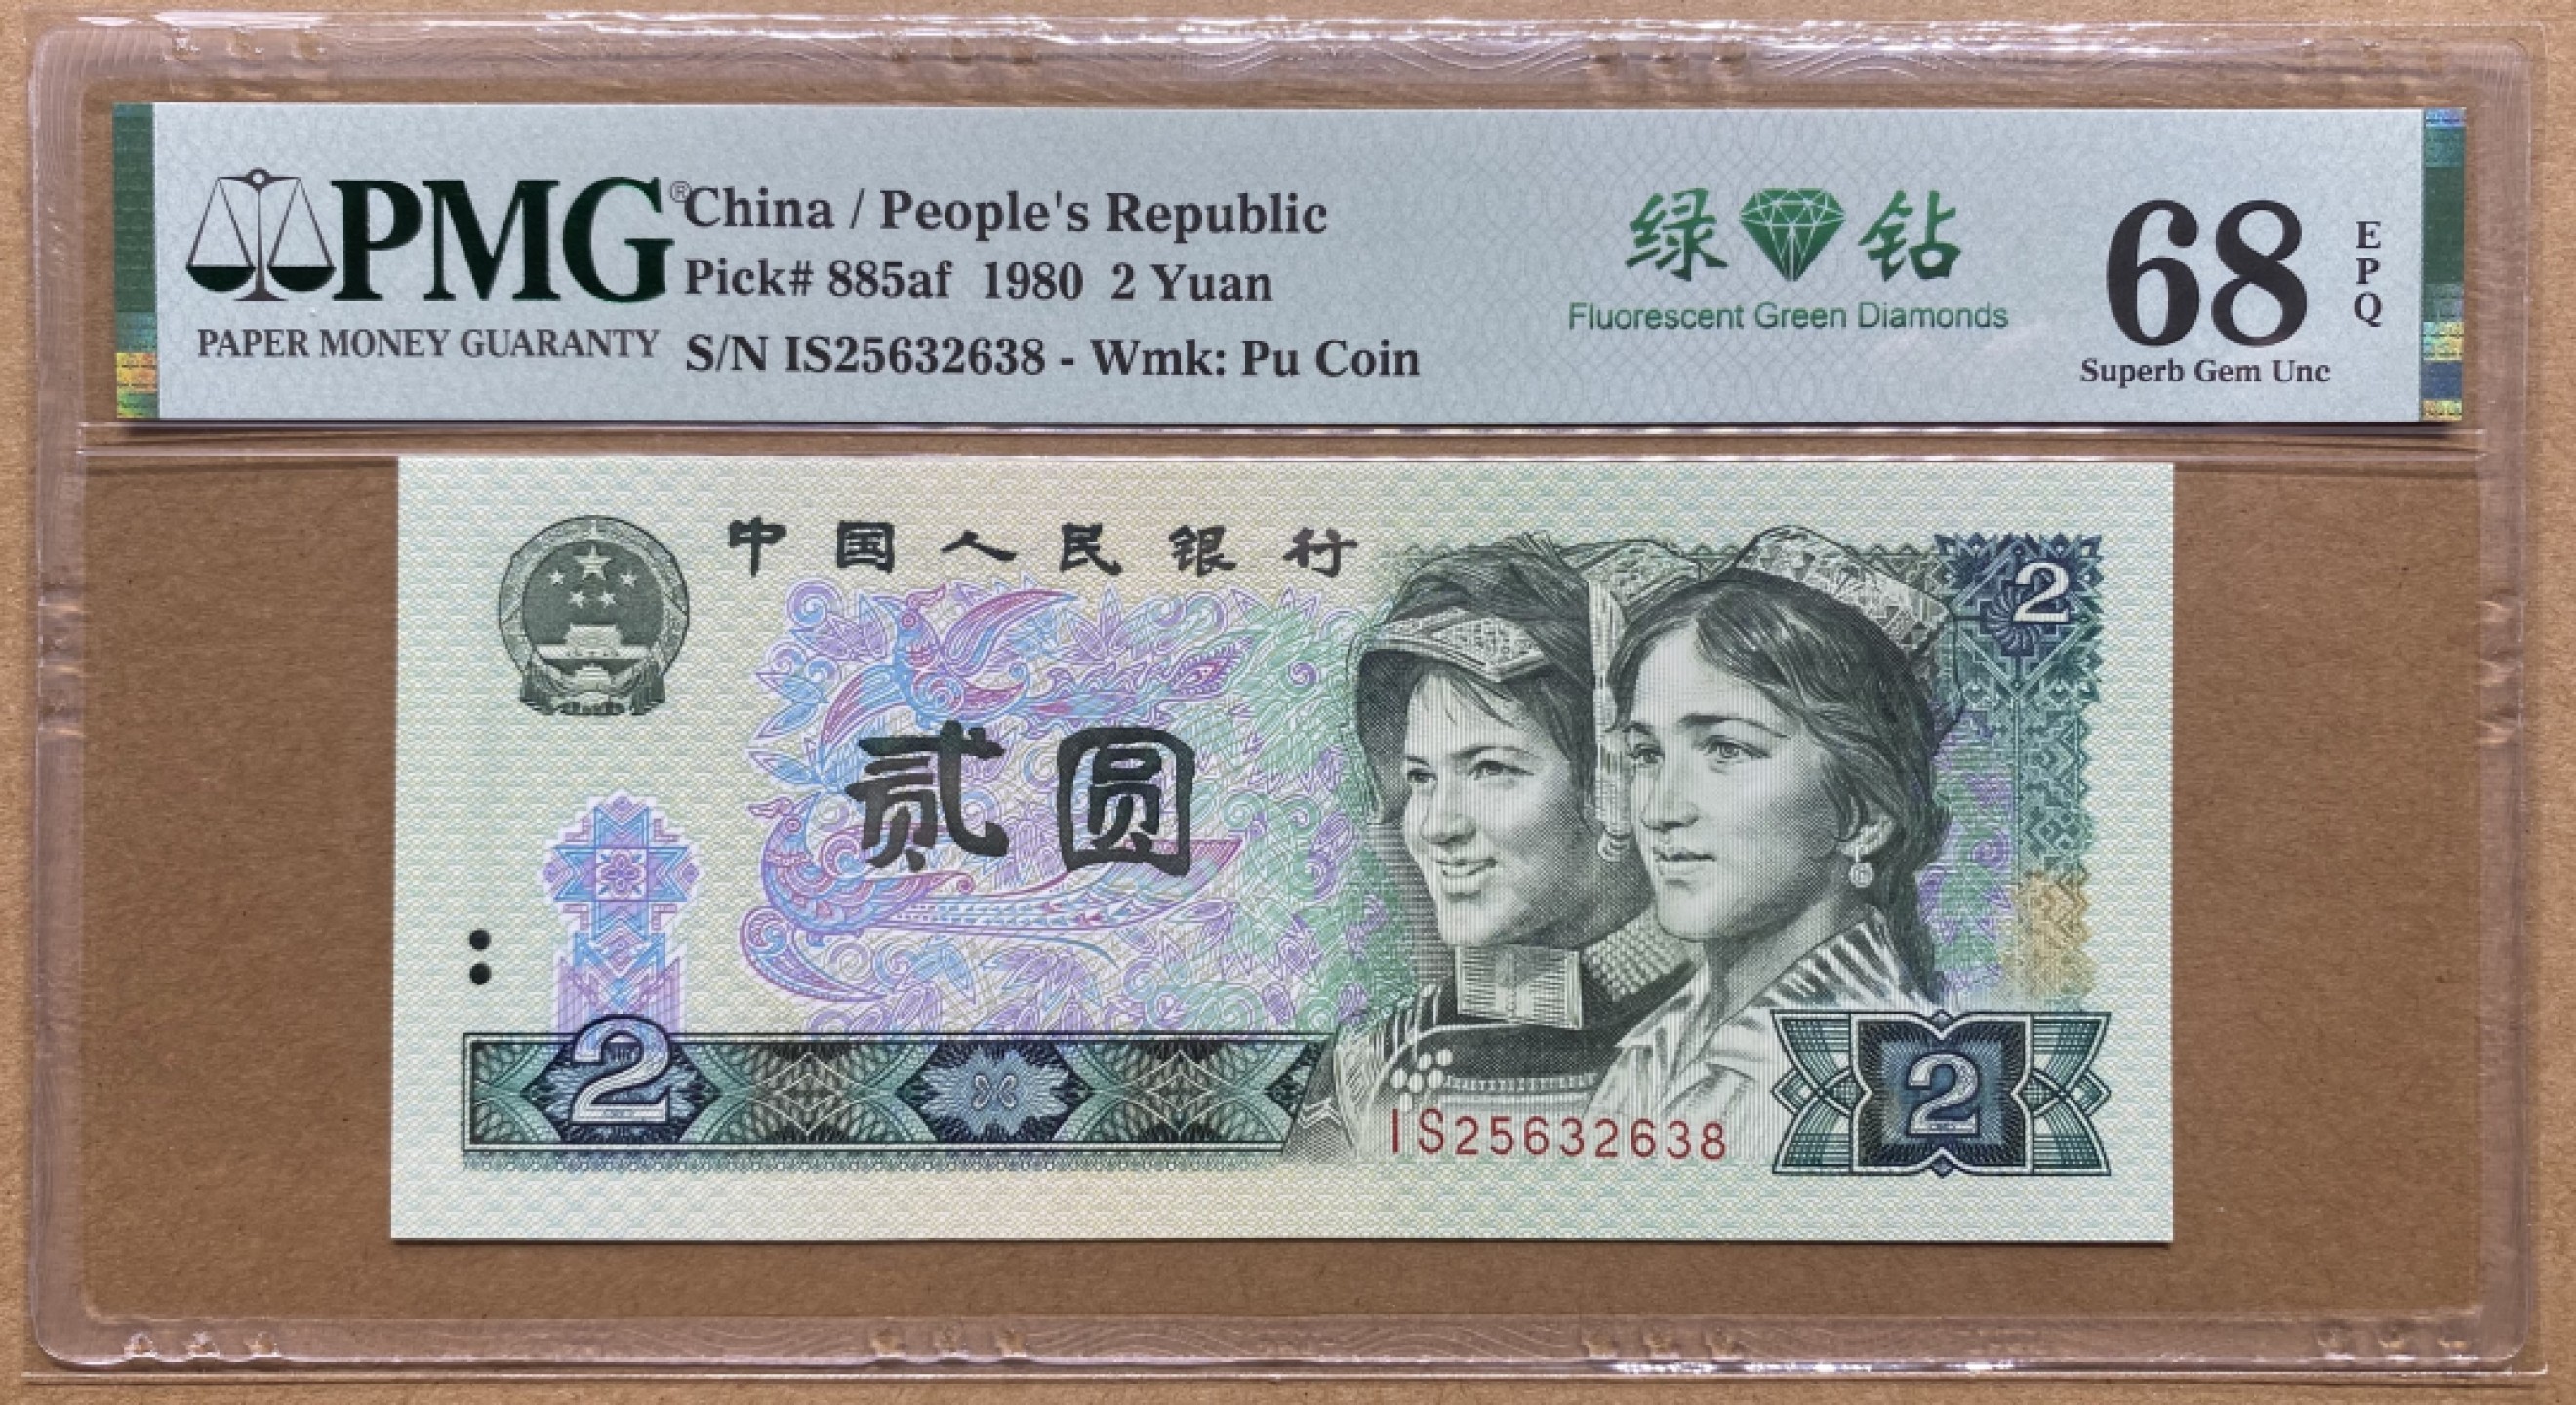 PMG®
PAPER MONEY GUARANTY
China / People's Republic
Pick# 885af 1980 2 Yuan
S/N IS25632638 - Wmk: Pu Coin
绿 钻
Fluorescent Green Diamonds
68
EPQ
Superb Gem Unc
中国人民银行
2
贰圆
2
IS25632638
2